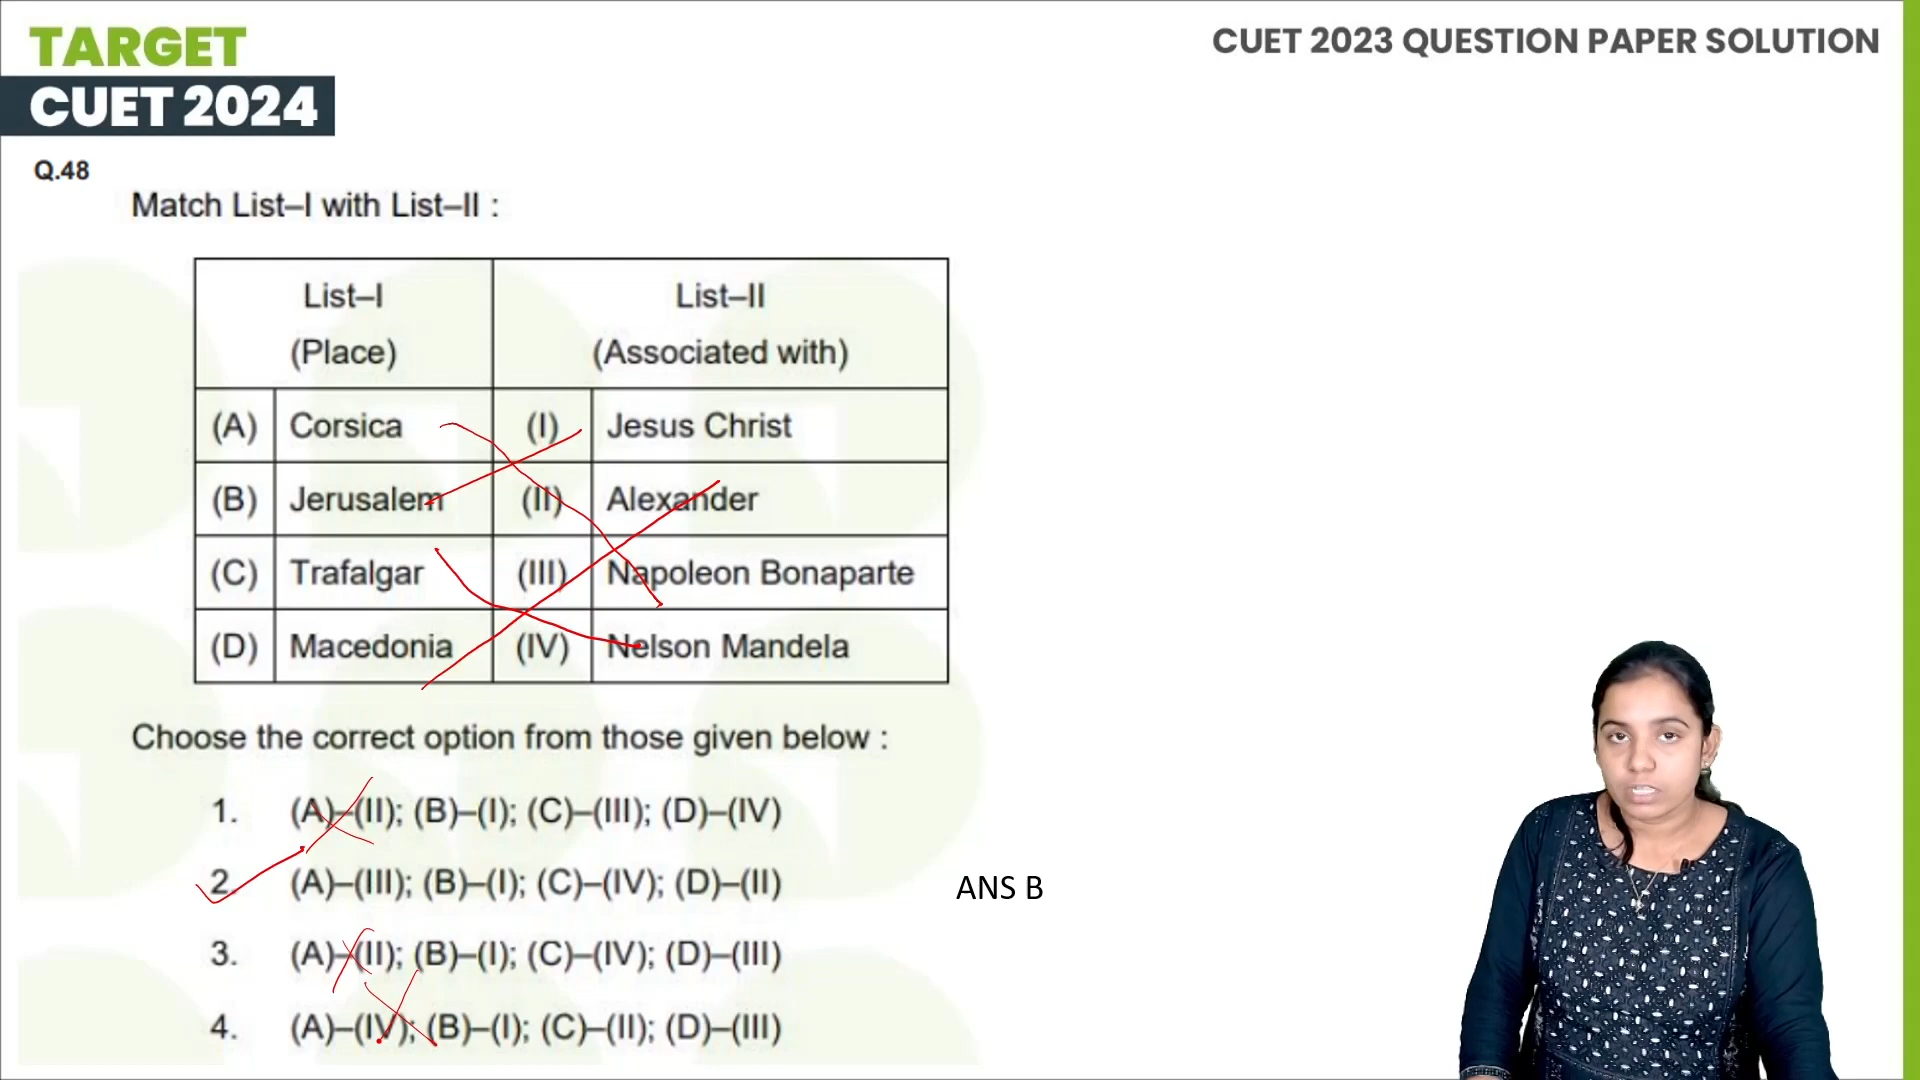 TARGET
CUET 2024
CUET 2023 QUESTION PAPER SOLUTION
Q.48
Match List–I with List–II :
List–I List–II
(Place) (Associated with)
(A) Corsica (I) Jesus Christ
(B) Jerusalem (II) Alexander
(C) Trafalgar (III) Napoleon Bonaparte
(D) Macedonia (IV) Nelson Mandela
Choose the correct option from those given below :
1. (A)–(II); (B)–(I); (C)–(III); (D)–(IV)
2. (A)–(III); (B)–(I); (C)–(IV); (D)–(II)
ANS B
3. (A)–(II); (B)–(I); (C)–(IV); (D)–(III)
4. (A)–(IV); (B)–(I); (C)–(II); (D)–(III)